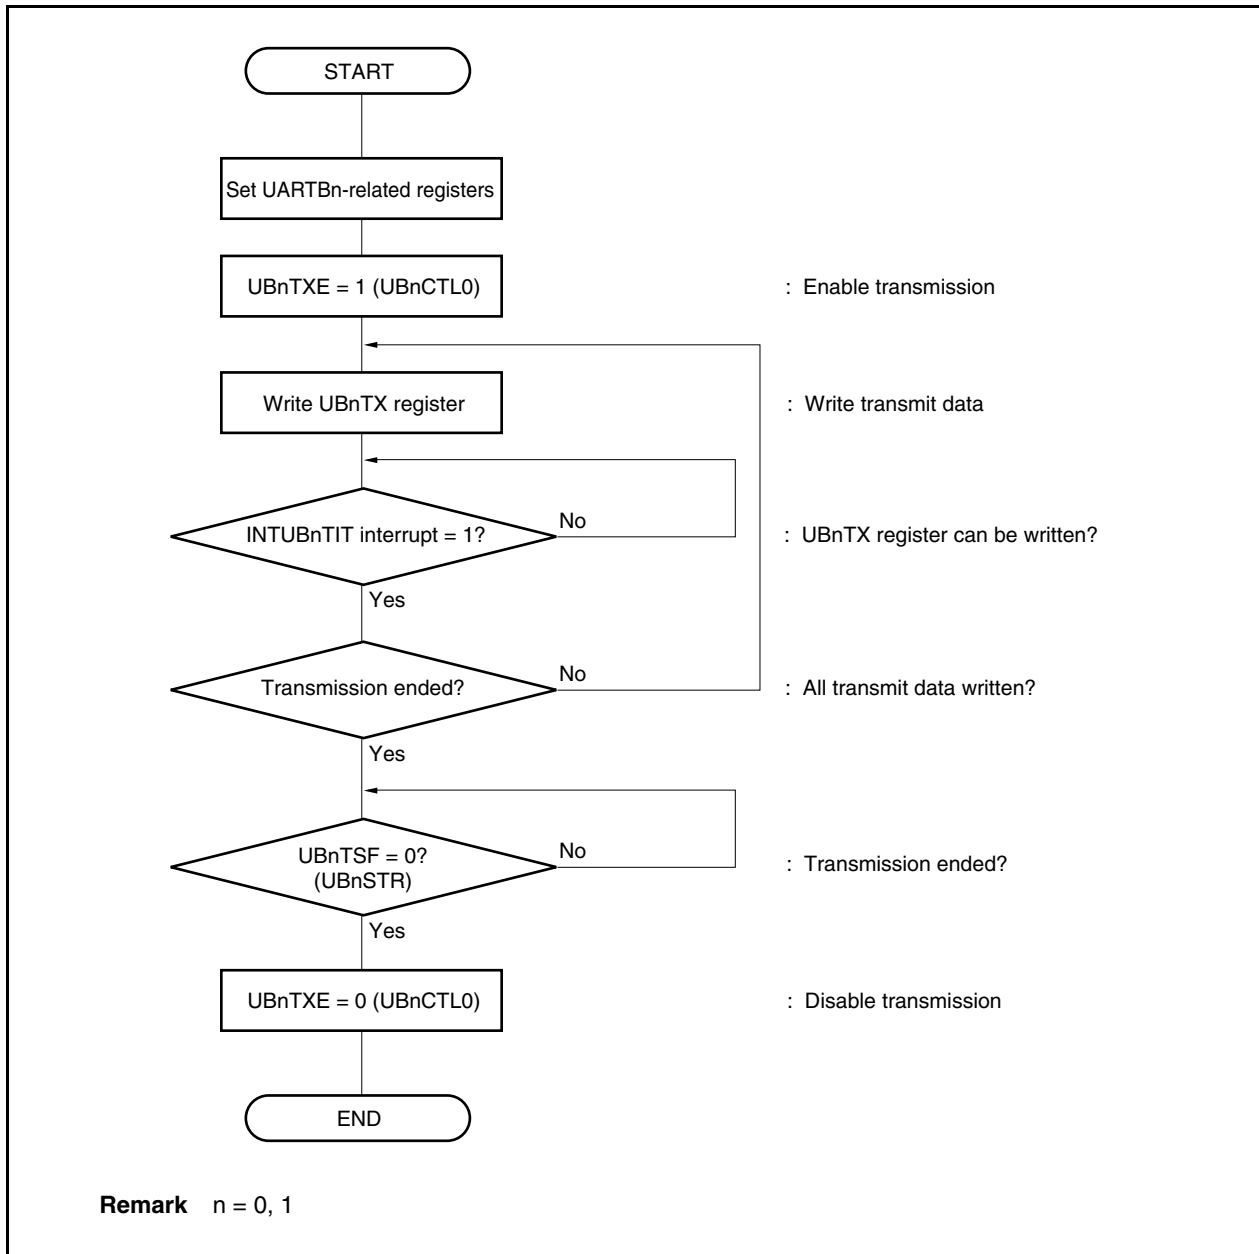 START
Set UARTBn-related registers
UBnTXE = 1 (UBnCTL0)
: Enable transmission
Write UBnTX register
: Write transmit data
INTUBnTIT interrupt = 1?
No
: UBnTX register can be written?
Yes
Transmission ended?
No
: All transmit data written?
Yes
UBnTSF = 0?
(UBnSTR)
No
: Transmission ended?
Yes
UBnTXE = 0 (UBnCTL0)
: Disable transmission
END
Remark n = 0, 1